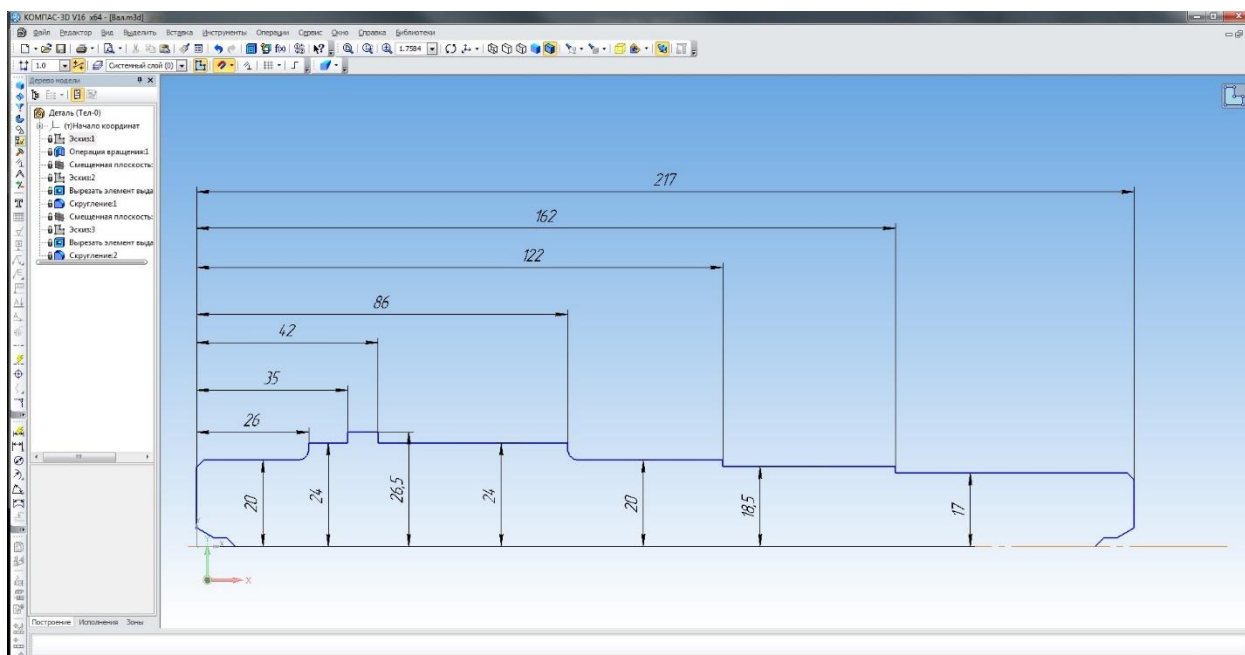 КОМПАС-3D V16 x64 - [Вал.m3d]
Файл Редактор Вид Выделить Вставка Инструменты Операции Сервис Окно Справка Библиотеки
1.7584
1.0 Системный слой (0)
Дерево модели
Деталь (Тел-0)
(т)Начало координат
Эскиз:1
Операция вращения:1
Смещенная плоскость:
Эскиз:2
Вырезать элемент выда
Скругление:1
Смещенная плоскость:
Эскиз:3
Вырезать элемент выда
Скругление:2
Построение Исполнения Зоны
217
162
122
86
42
35
26
20
24
26,5
24
20
18,5
17
X